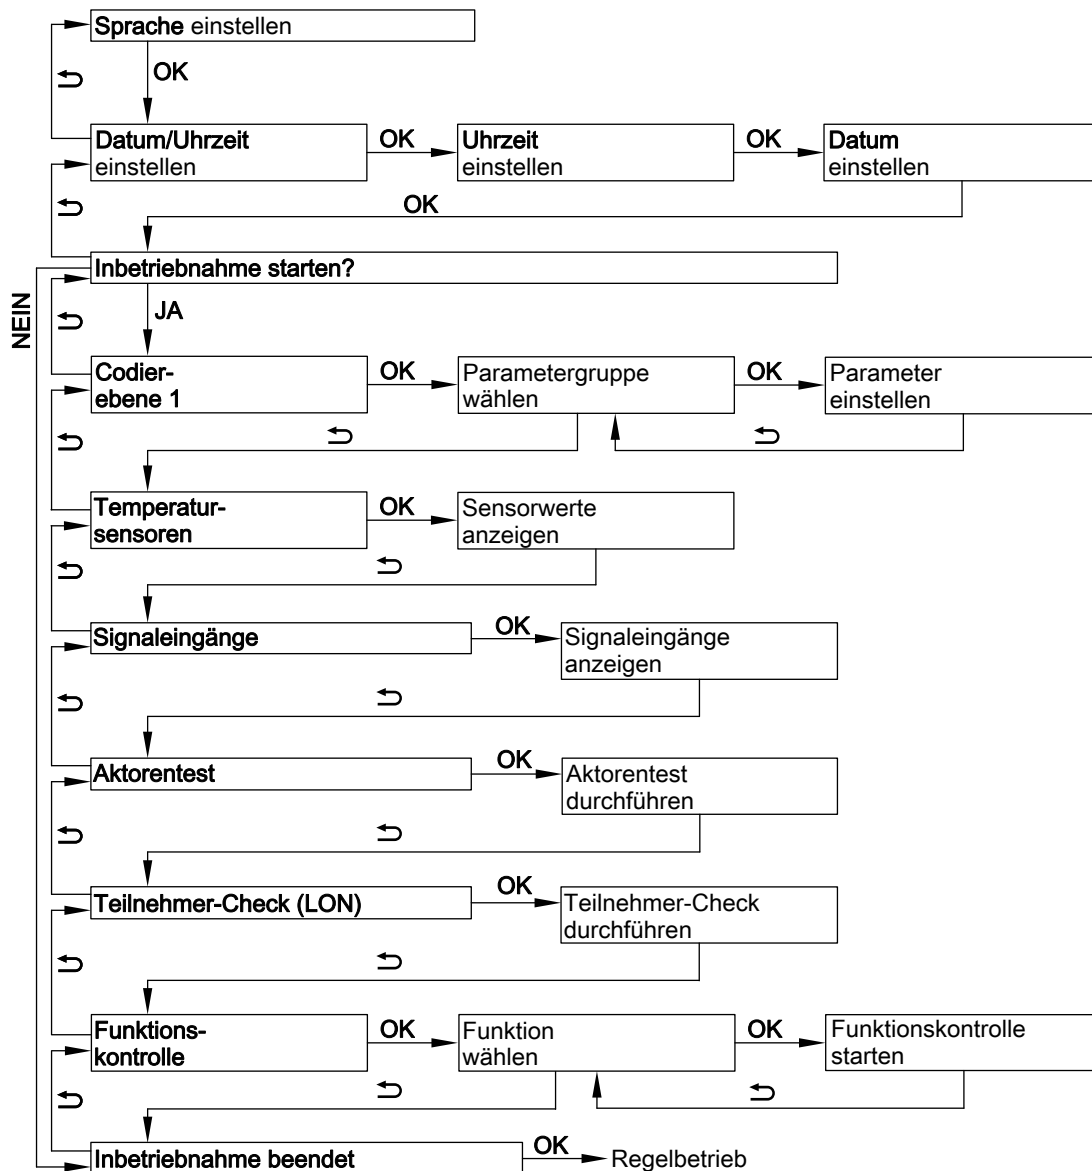 Sprache einstellen
OK
Datum/Uhrzeit
einstellen
OK
Uhrzeit
einstellen
OK
Datum
einstellen
OK
Inbetriebnahme starten?
NEIN
JA
Codier-
ebene 1
OK
Parametergruppe
wählen
OK
Parameter
einstellen
Temperatur-
sensoren
OK
Sensorwerte
anzeigen
Signaleingänge
OK
Signaleingänge
anzeigen
Aktorentest
OK
Aktorentest
durchführen
Teilnehmer-Check (LON)
OK
Teilnehmer-Check
durchführen
Funktions-
kontrolle
OK
Funktion
wählen
OK
Funktionskontrolle
starten
Inbetriebnahme beendet
OK
Regelbetrieb